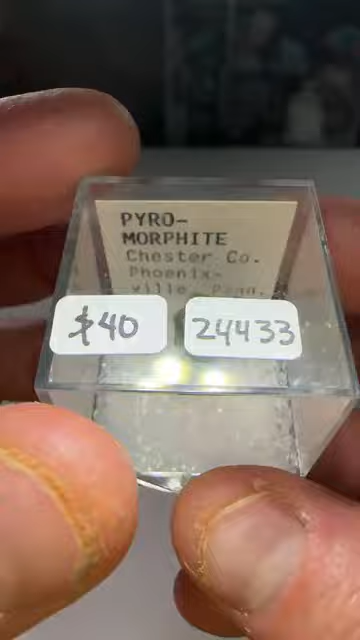 PYRO-
MORPHITE
Chester Co.
Phoenix-
ville, Penn.
$40
24433